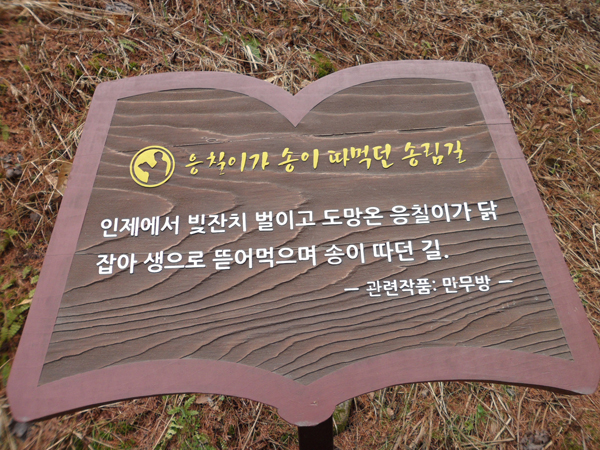 응칠이가 송이 따먹던 송림길
인제에서 빚잔치 벌이고 도망온 응칠이가 닭
잡아 생으로 뜯어먹으며 송이 따던 길.
- 관련작품: 만무방 -